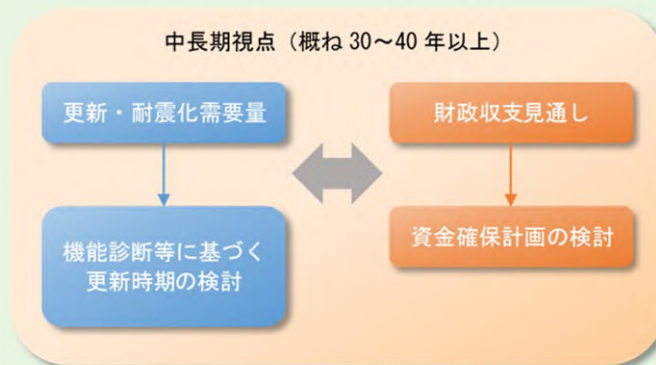 中長期視点（概ね 30～40 年以上）
更新・耐震化需要量
財政収支見通し
機能診断等に基づく
更新時期の検討
資金確保計画の検討